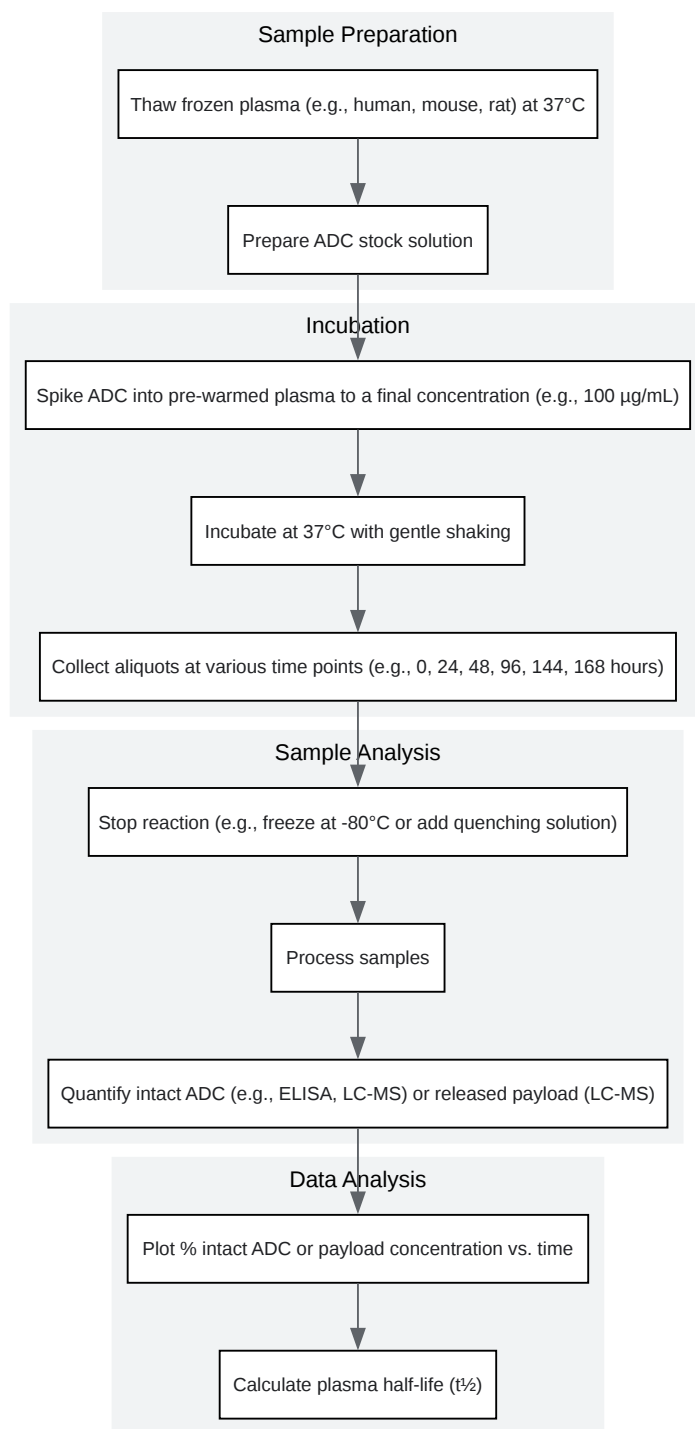 Sample Preparation
Thaw frozen plasma (e.g., human, mouse, rat) at 37°C
Prepare ADC stock solution
Incubation
Spike ADC into pre-warmed plasma to a final concentration (e.g., 100 µg/mL)
Incubate at 37°C with gentle shaking
Collect aliquots at various time points (e.g., 0, 24, 48, 96, 144, 168 hours)
Sample Analysis
Stop reaction (e.g., freeze at -80°C or add quenching solution)
Process samples
Quantify intact ADC (e.g., ELISA, LC-MS) or released payload (LC-MS)
Data Analysis
Plot % intact ADC or payload concentration vs. time
Calculate plasma half-life (t½)